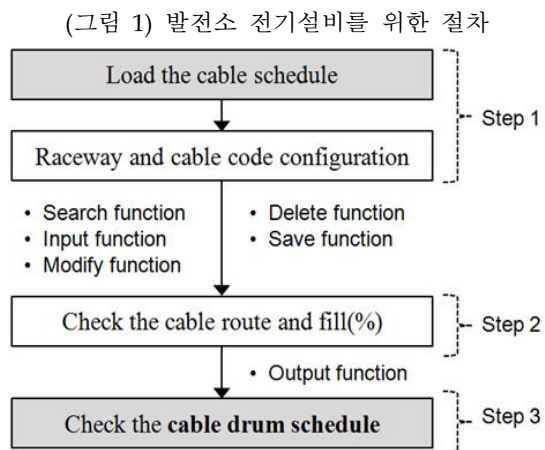 (그림 1) 발전소 전기설비를 위한 절차
Load the cable schedule
Step 1
Raceway and cable code configuration
• Search function
• Input function
• Modify function
• Delete function
• Save function
Check the cable route and fill(%)
Step 2
• Output function
Check the cable drum schedule
Step 3